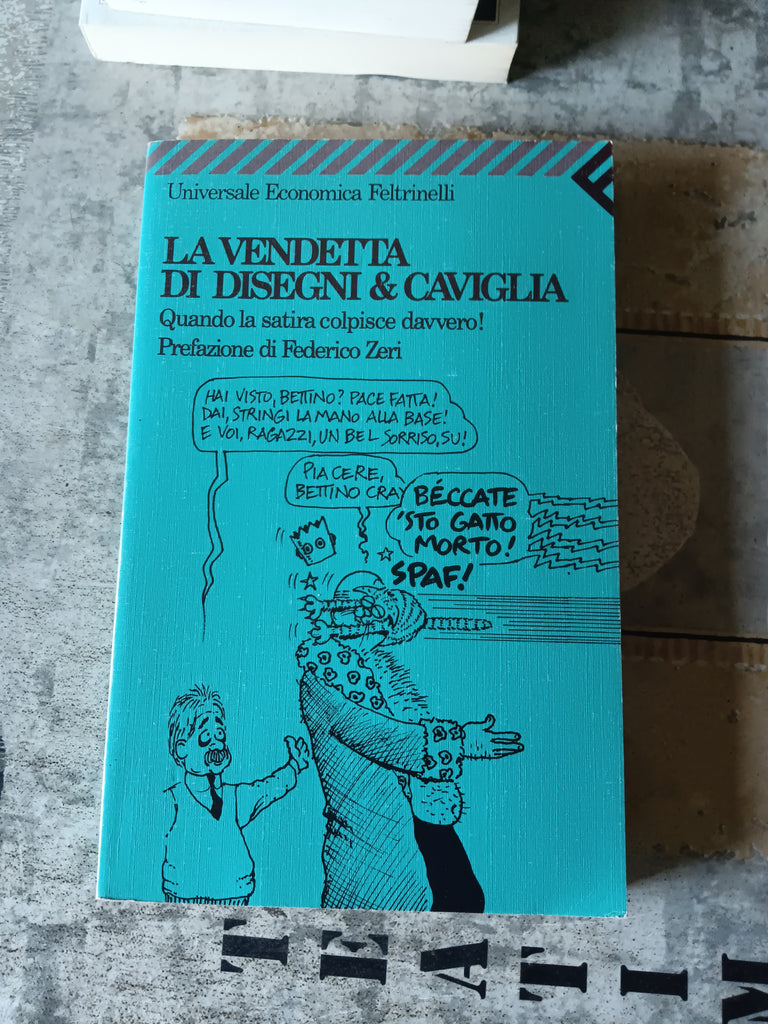 Universale Economica Feltrinelli
LA VENDETTA
DI DISEGNI & CAVIGLIA
Quando la satira colpisce davvero!
Prefazione di Federico Zeri
HAI VISTO, BETTINO? PACE FATTA!
DAI, STRINGI LA MANO ALLA BASE!
E VOI, RAGAZZI, UN BEL SORRISO, SU!
PIACERE,
BETTINO CRA
BÉCCATE
'STO GATTO
MORTO!
SPAF!
TEATIM